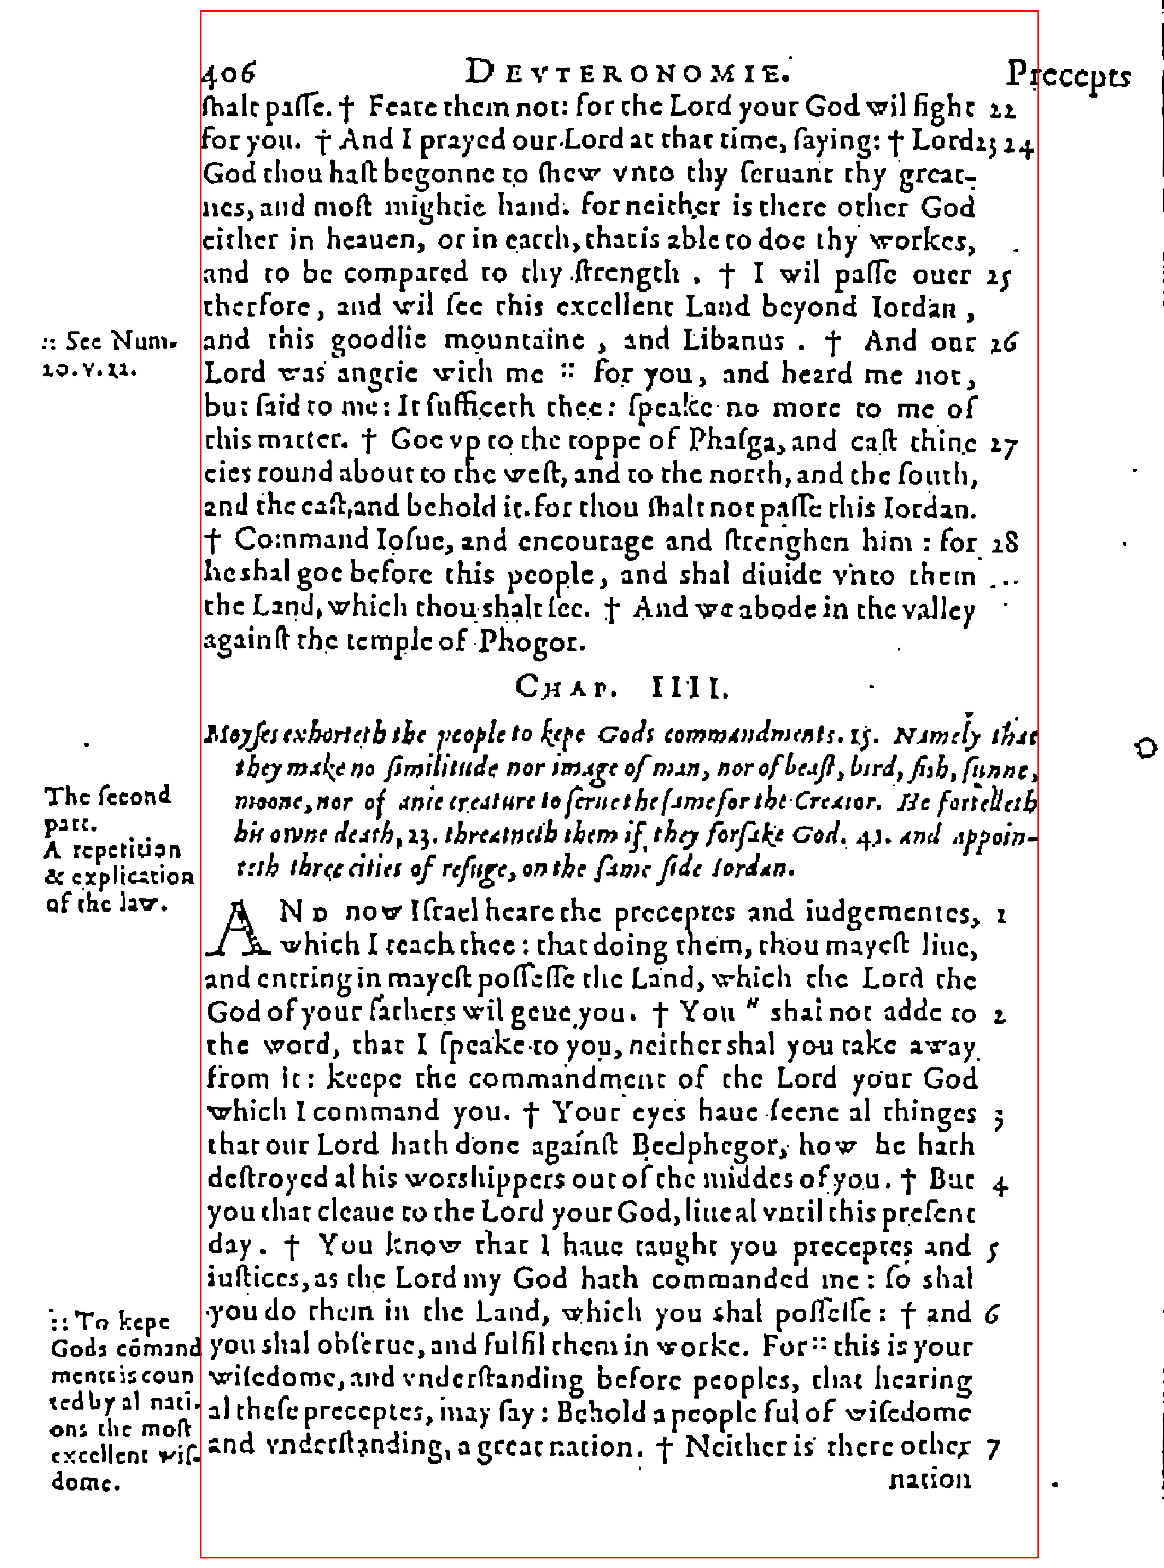 406 DEVTERONOMIE. Precepts
ſhalt paſſe. † Feare them not: for the Lord your God wil fight 22
for you. † And I prayed our Lord at that time, ſaying: † Lord 23 24
God thou haſt begonne to ſhew vnto thy ſeruant thy great-
nes, and moſt mightie hand. for neither is there other God
either in heauen, or in earth, that is able to doe thy workes,
and to be compared to thy ſtrength. † I wil paſſe ouer 25
therfore, and wil ſee this excellent Land beyond Iordan,
and this goodlie mountaine, and Libanus. † And our 26
:: See Num.
20. v. 12.
Lord was angrie with me :: for you, and heard me not,
but ſaid to me: It ſufficeth thee: ſpeake no more to me of
this matter. † Goe vp to the toppe of Phaſga, and caſt thine 27
eies round about to the weſt, and to the north, and the ſouth,
and the eaſt, and behold it. for thou ſhalt not paſſe this Iordan.
† Command Ioſue, and encourage and ſtrenghen him: for 28
he shal goe before this people, and shal diuide vnto them
the Land, which thou shalt ſee. † And we abode in the valley
againſt the temple of Phogor.
CHAP. IIII.
Moyſes exhorteth the people to kepe Gods commandments. 15. Namely that
they make no ſimilitude nor image of man, nor of beaſt, bird, fish, ſunne,
moone, nor of anie creature to ſerue the ſame for the Creator. He fortelleth
his owne death, 23. threatneth them if they forſake God. 41. and appoin-
teth three cities of refuge, on the ſame ſide Iordan.
The ſecond
part.
A repetition
& explication
of the law.
AND now Iſrael heare the preceptes and iudgementes, 1
which I teach thee: that doing them, thou mayeſt liue,
and entring in mayeſt poſſeſſe the Land, which the Lord the
God of your fathers wil geue you. † You " shal not adde to 2
the word, that I ſpeake to you, neither shal you take away
from it: keepe the commandment of the Lord your God
which I command you. † Your eyes haue ſeene al thinges 3
that our Lord hath done againſt Beelphegor, how he hath
deſtroyed al his worshippers out of the middes of you. † But 4
you that cleaue to the Lord your God, liue al vntil this preſent
day. † You know that I haue taught you preceptes and 5
iuſtices, as the Lord my God hath commanded me: ſo shal
you do them in the Land, which you shal poſſeſſe: † and 6
you shal obſerue, and fulfil them in worke. For :: this is your
wiſedome, and vnderſtanding before peoples, that hearing
al theſe preceptes, may ſay: Behold a people ful of wiſedome
and vnderſtanding, a great nation. † Neither is there other 7
:: To kepe
Gods cōmand
ments is coun
ted by al nati-
ons the moſt
excellent wiſ-
dome.
nation